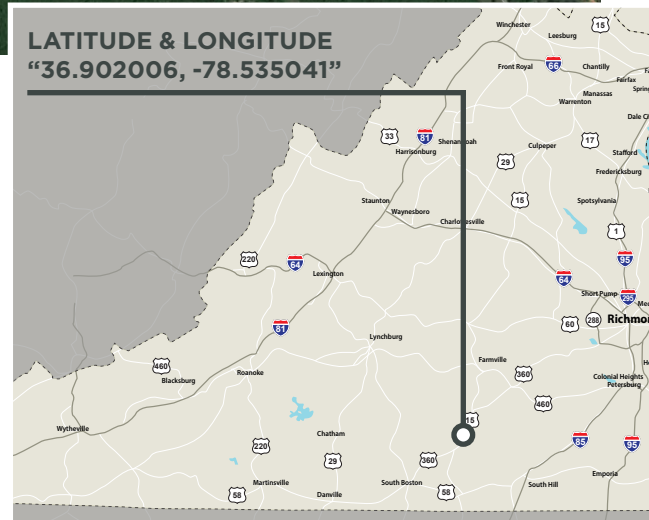 LATITUDE & LONGITUDE
“36.902006, -78.535041”
Winchester
15
Leesburg
Front Royal
66
Chantilly
Fairfax
Manassas
Warrenton
33
81
Shenandoah
Harrisonburg
Culpeper
17
Stafford
29
Fredericksburg
15
Staunton
Spotsylvania
Waynesboro
Charlottesville
1
220
64
95
Lexington
64
Short Pump
295
81
60
288
Lynchburg
Farmville
460
Roanoke
360
Blacksburg
Colonial Heights
Petersburg
460
15
Wytheville
Chatham
85
95
220
29
360
Martinsville
South Boston
South Hill
Emporia
58
Danville
58